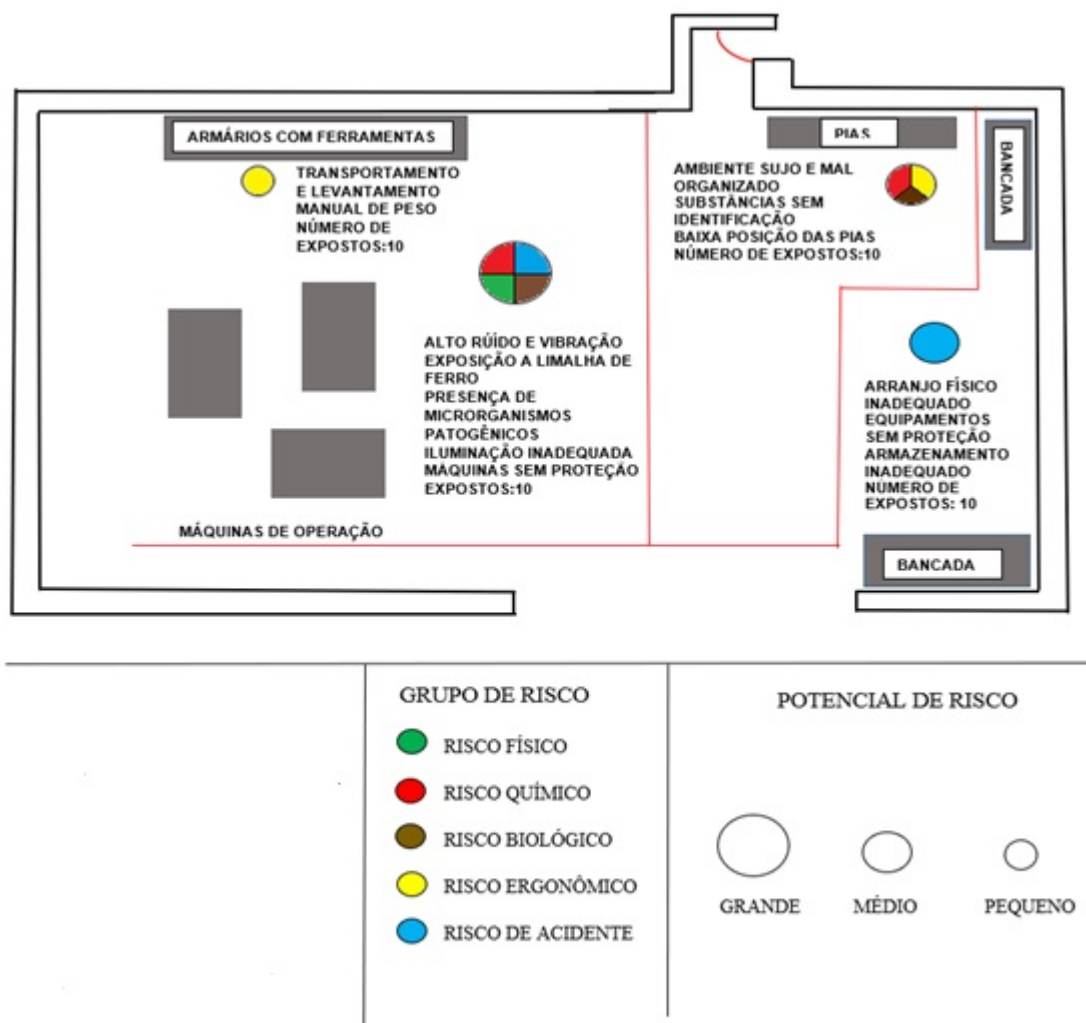 ARMÁRIOS COM FERRAMENTAS
TRANSPORTAMENTO
E LEVANTAMENTO
MANUAL DE PESO
NÚMERO DE
EXPOSTOS:10
ALTO RÚÍDO E VIBRAÇÃO
EXPOSIÇÃO A LIMALHA DE
FERRO
PRESENÇA DE
MICRORGANISMOS
PATOGÊNICOS
ILUMINAÇÃO INADEQUADA
MÁQUINAS SEM PROTEÇÃO
EXPOSTOS:10
MÁQUINAS DE OPERAÇÃO
PIAS
AMBIENTE SUJO E MAL
ORGANIZADO
SUBSTÂNCIAS SEM
IDENTIFICAÇÃO
BAIXA POSIÇÃO DAS PIAS
NÚMERO DE EXPOSTOS:10
BANCADA
ARRANJO FÍSICO
INADEQUADO
EQUIPAMENTOS
SEM PROTEÇÃO
ARMAZENAMENTO
INADEQUADO
NÚMERO DE
EXPOSTOS: 10
BANCADA
GRUPO DE RISCO
RISCO FÍSICO
RISCO QUÍMICO
RISCO BIOLÓGICO
RISCO ERGONÔMICO
RISCO DE ACIDENTE
POTENCIAL DE RISCO
GRANDE
MÉDIO
PEQUENO